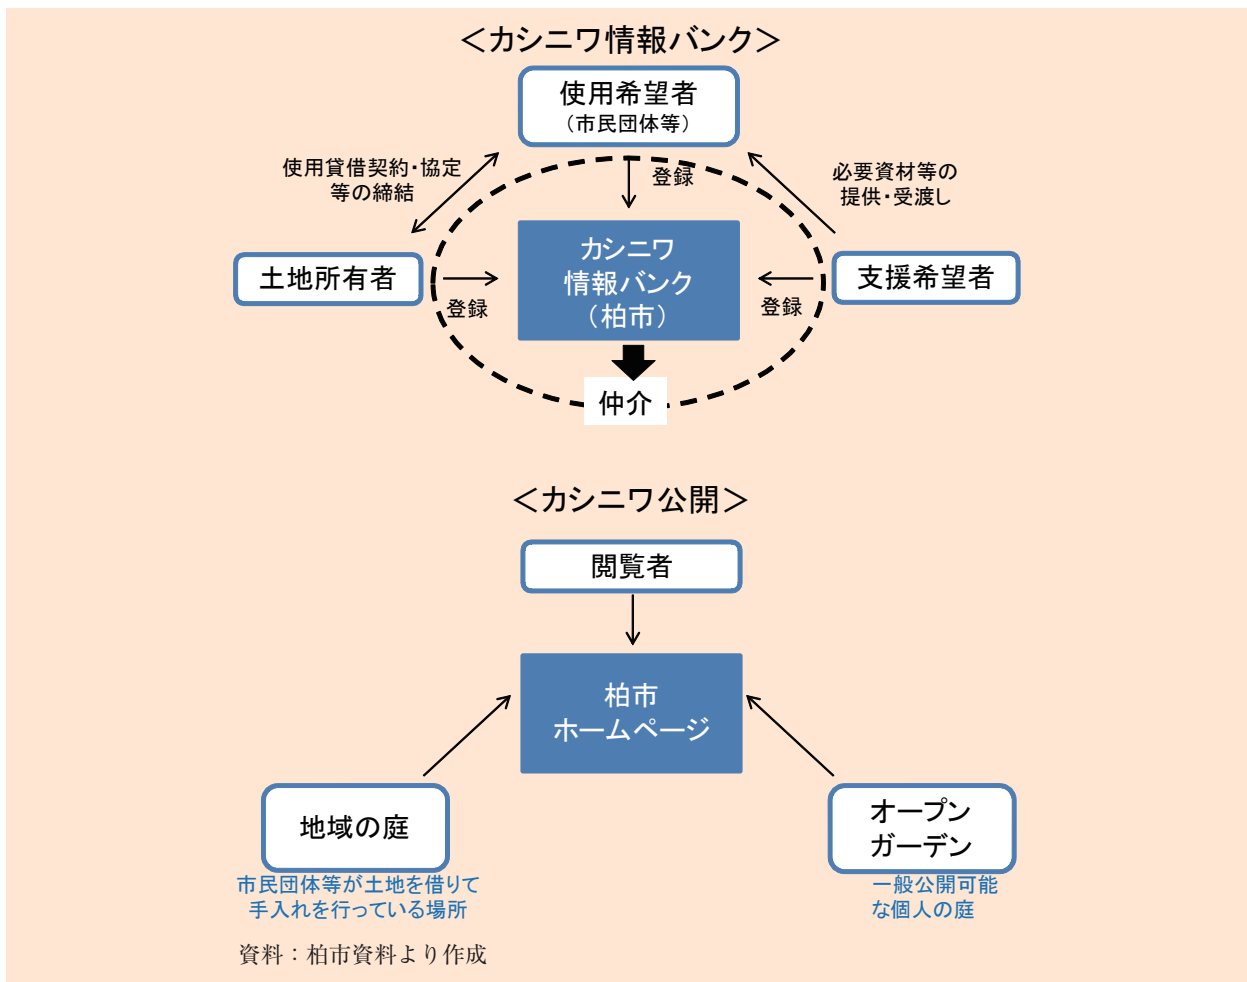 ＜カシニワ情報バンク＞
使用希望者
（市民団体等）
使用貸借契約・協定
等の締結
登録
必要資材等の
提供・受渡し
土地所有者
登録
カシニワ
情報バンク
（柏市）
登録
支援希望者
仲介
＜カシニワ公開＞
閲覧者
柏市
ホームページ
地域の庭
市民団体等が土地を借りて
手入れを行っている場所
オープン
ガーデン
一般公開可能
な個人の庭
資料：柏市資料より作成